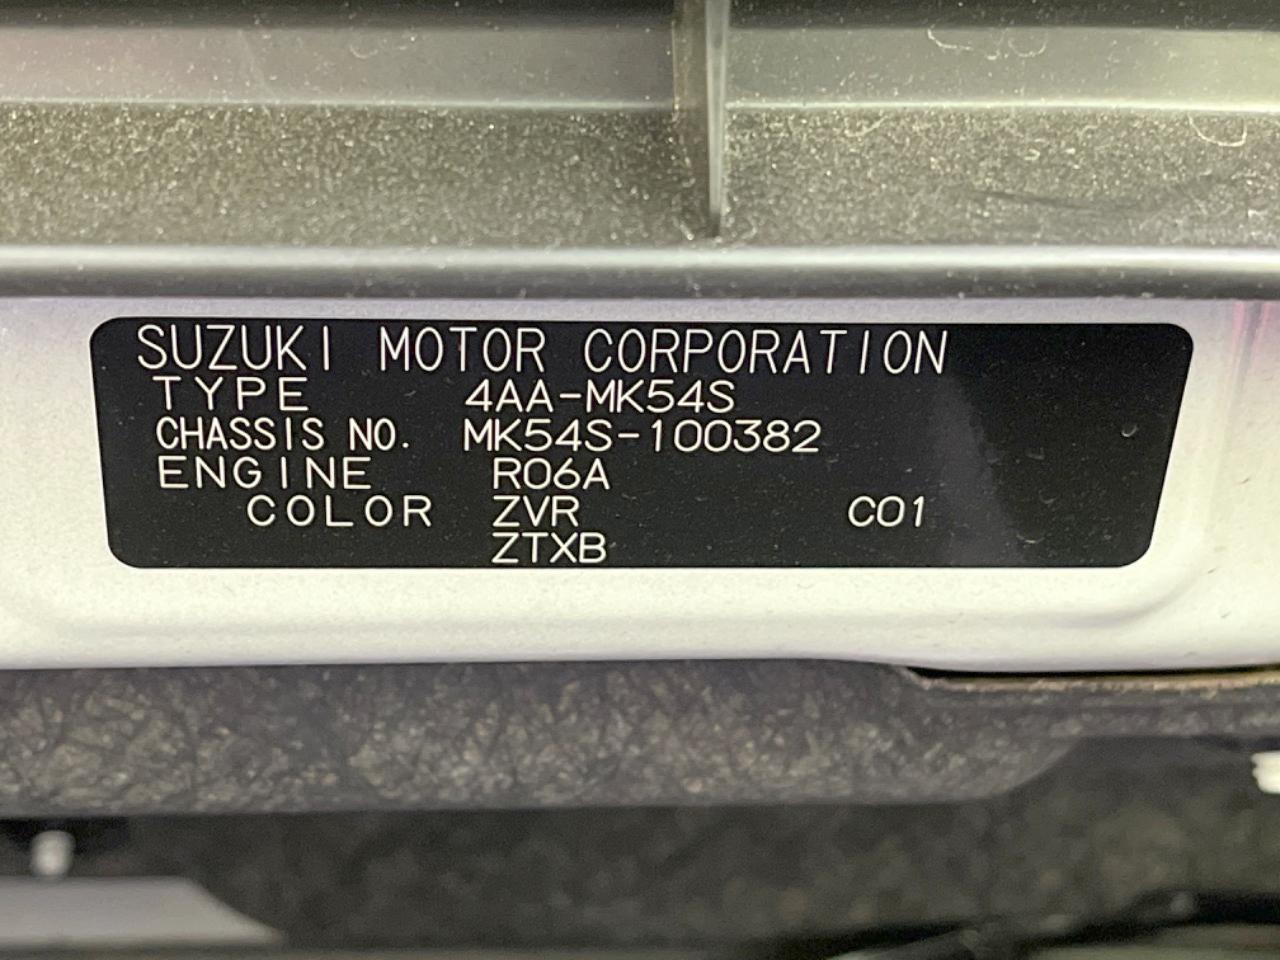 SUZUKI MOTOR CORPORATION
TYPE 4AA-MK54S
CHASSIS NO. MK54S-100382
ENGINE R06A
COLOR ZVR C01
ZTXB